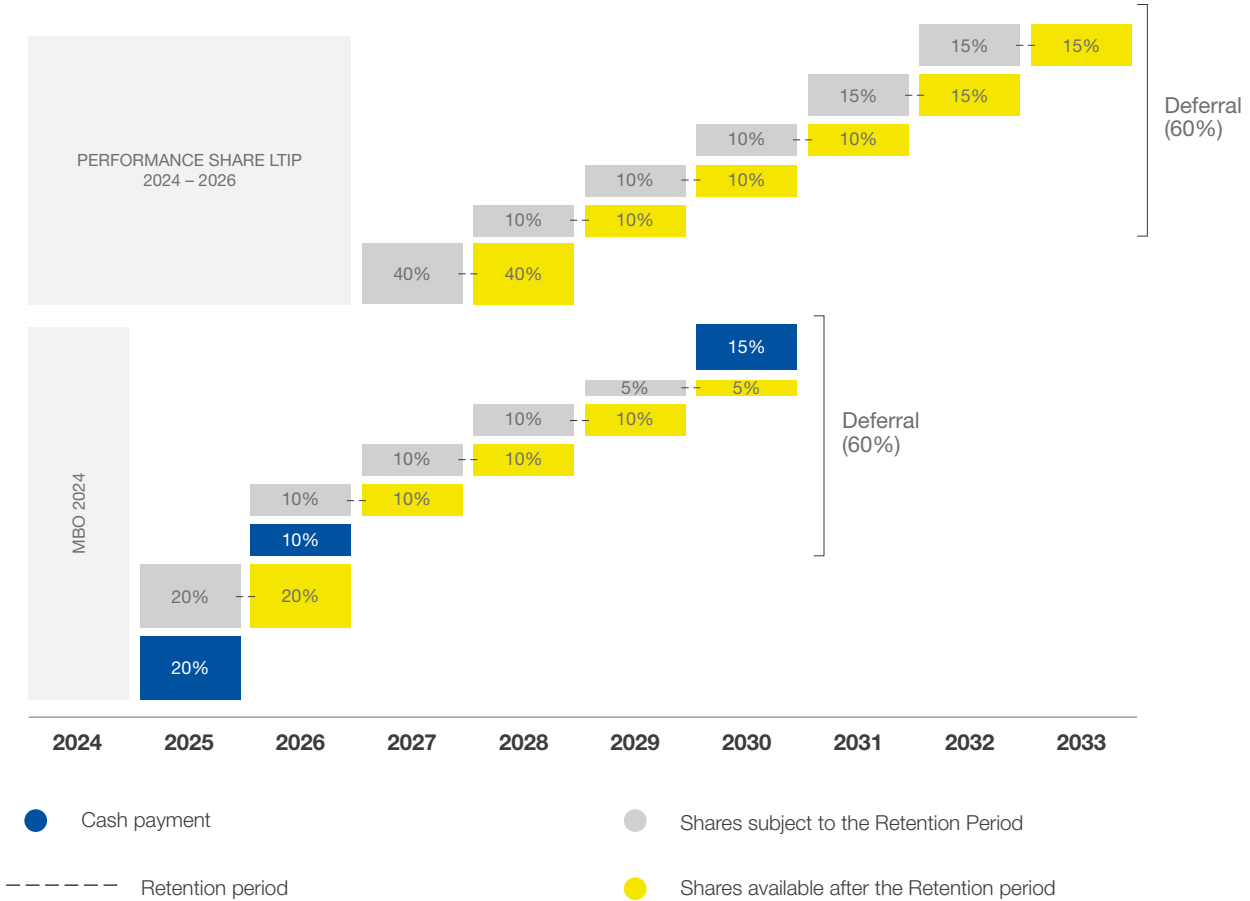 15% 15%
15% 15%
Deferral
(60%)
10% 10%
PERFORMANCE SHARE LTIP
2024 – 2026
10% 10%
10% 10%
40% 40%
15%
5% 5%
10% 10%
Deferral
(60%)
10% 10%
MBO 2024
10% 10%
10%
20% 20%
20%
2024 2025 2026 2027 2028 2029 2030 2031 2032 2033
Cash payment
Shares subject to the Retention Period
Retention period
Shares available after the Retention period